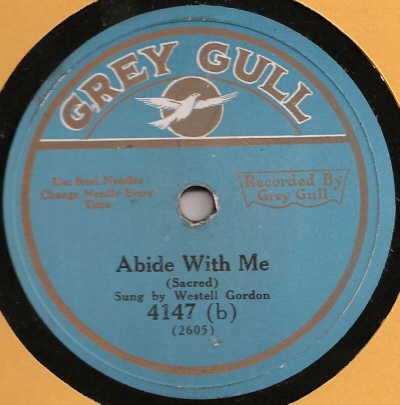 GREY GULL
Use Steel Needles
Change Needle Every
Time
Recorded By
Grey Gull
Abide With Me
(Sacred)
Sung by Westell Gordon
4147 (b)
(2605)